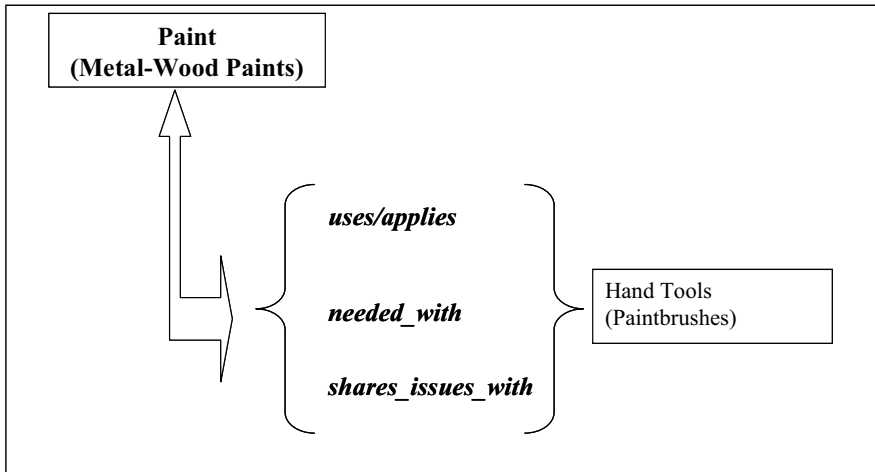 Paint
(Metal-Wood Paints)
uses/applies
needed_with
shares_issues_with
Hand Tools
(Paintbrushes)